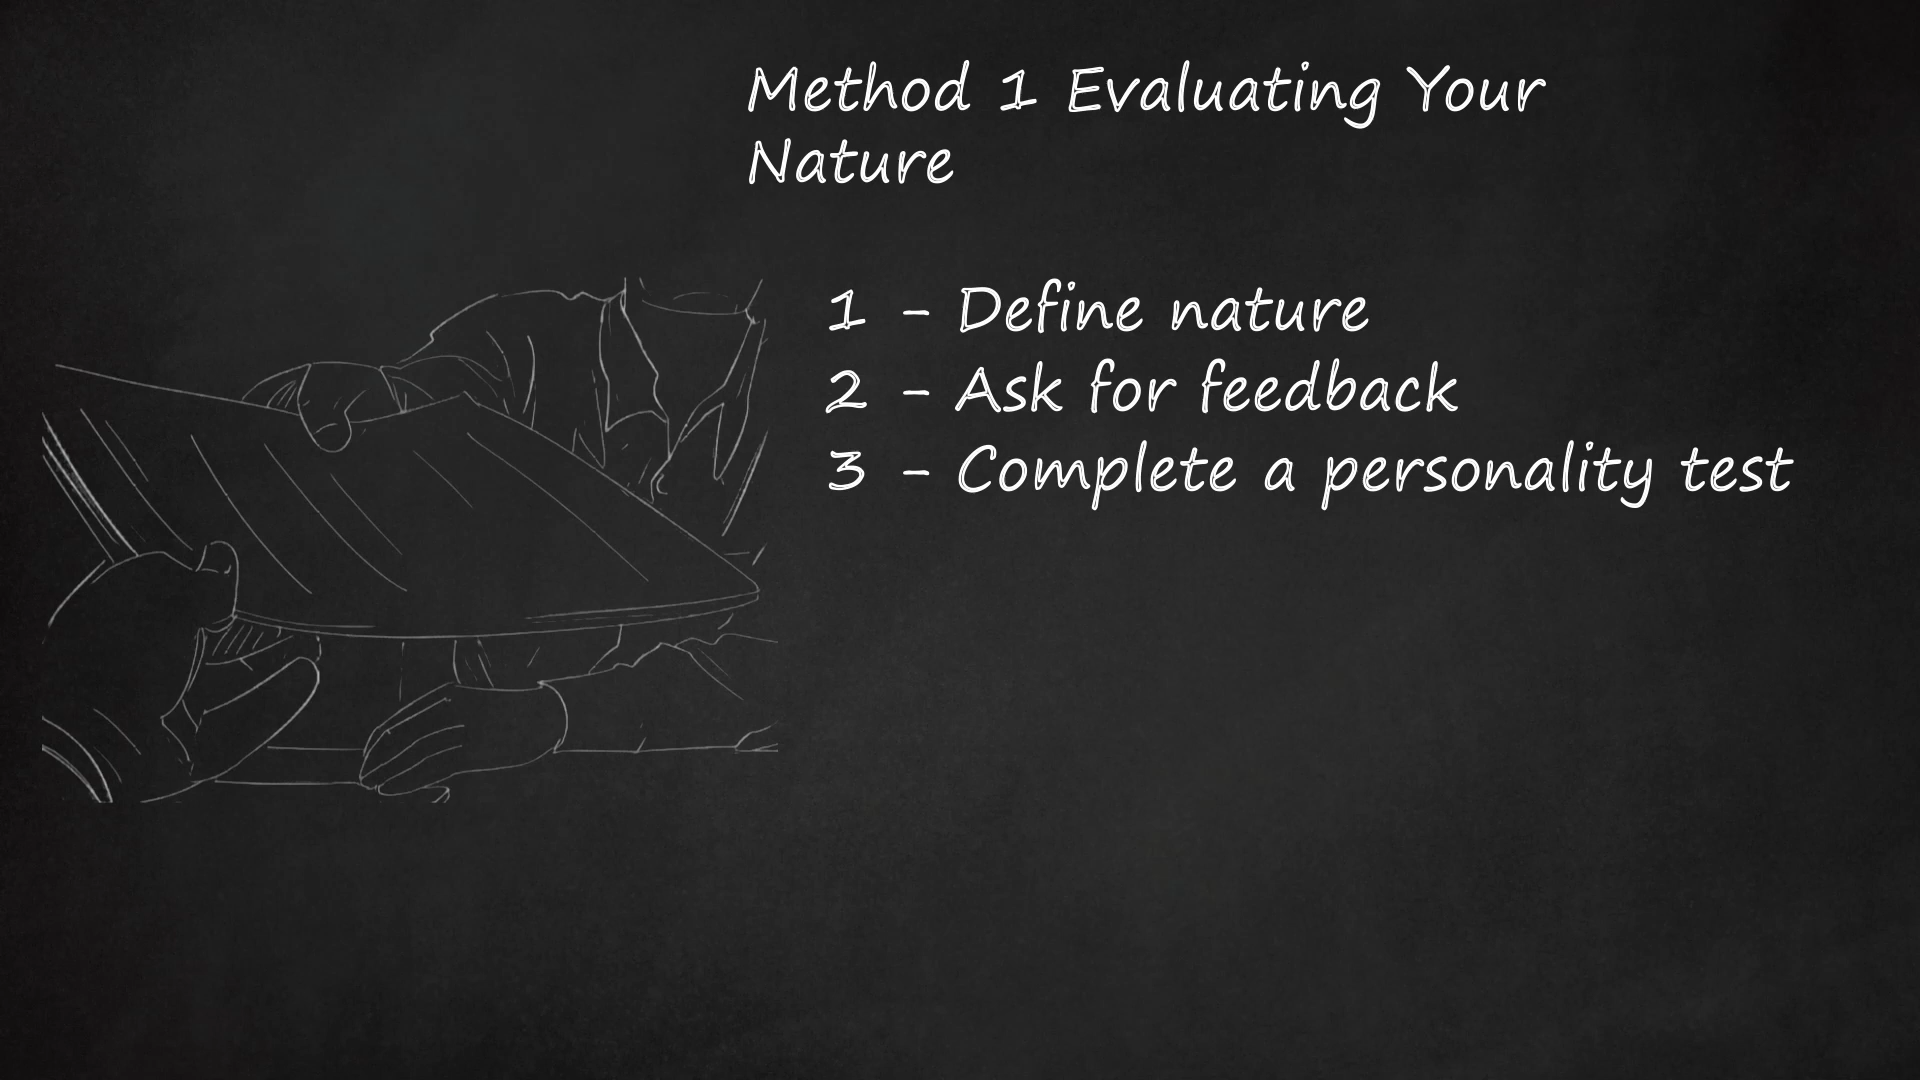 Method 1 Evaluating Your
Nature
1 - Define nature
2 - Ask for feedback
3 - Complete a personality test